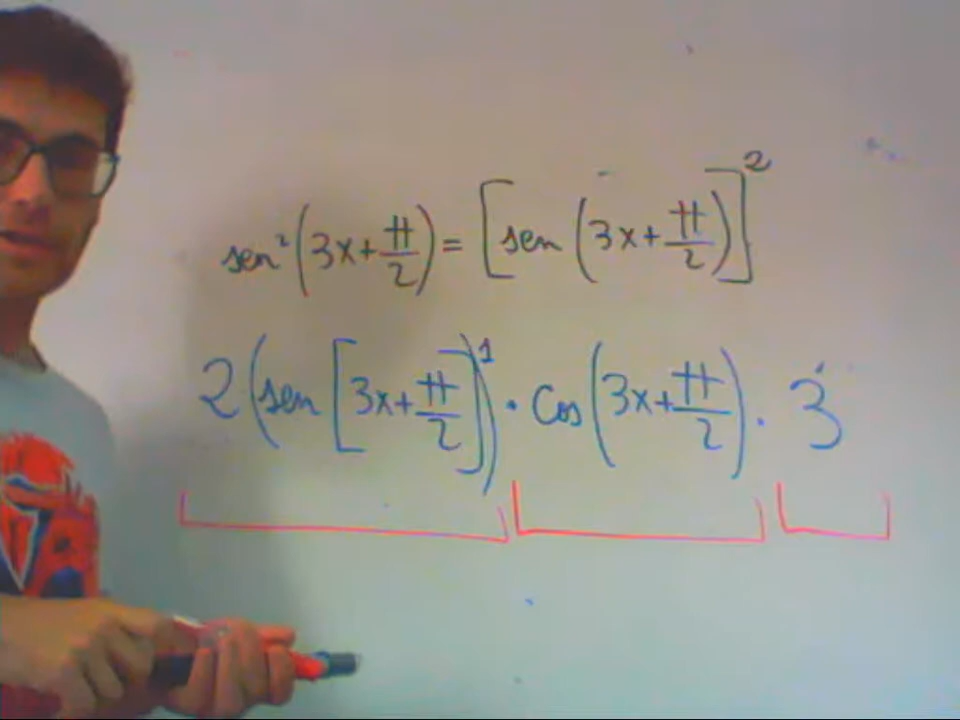 sen²(3x+π/2) = [sen(3x+π/2)]²
2(sen[3x+π/2])¹ · cos(3x+π/2) · 3